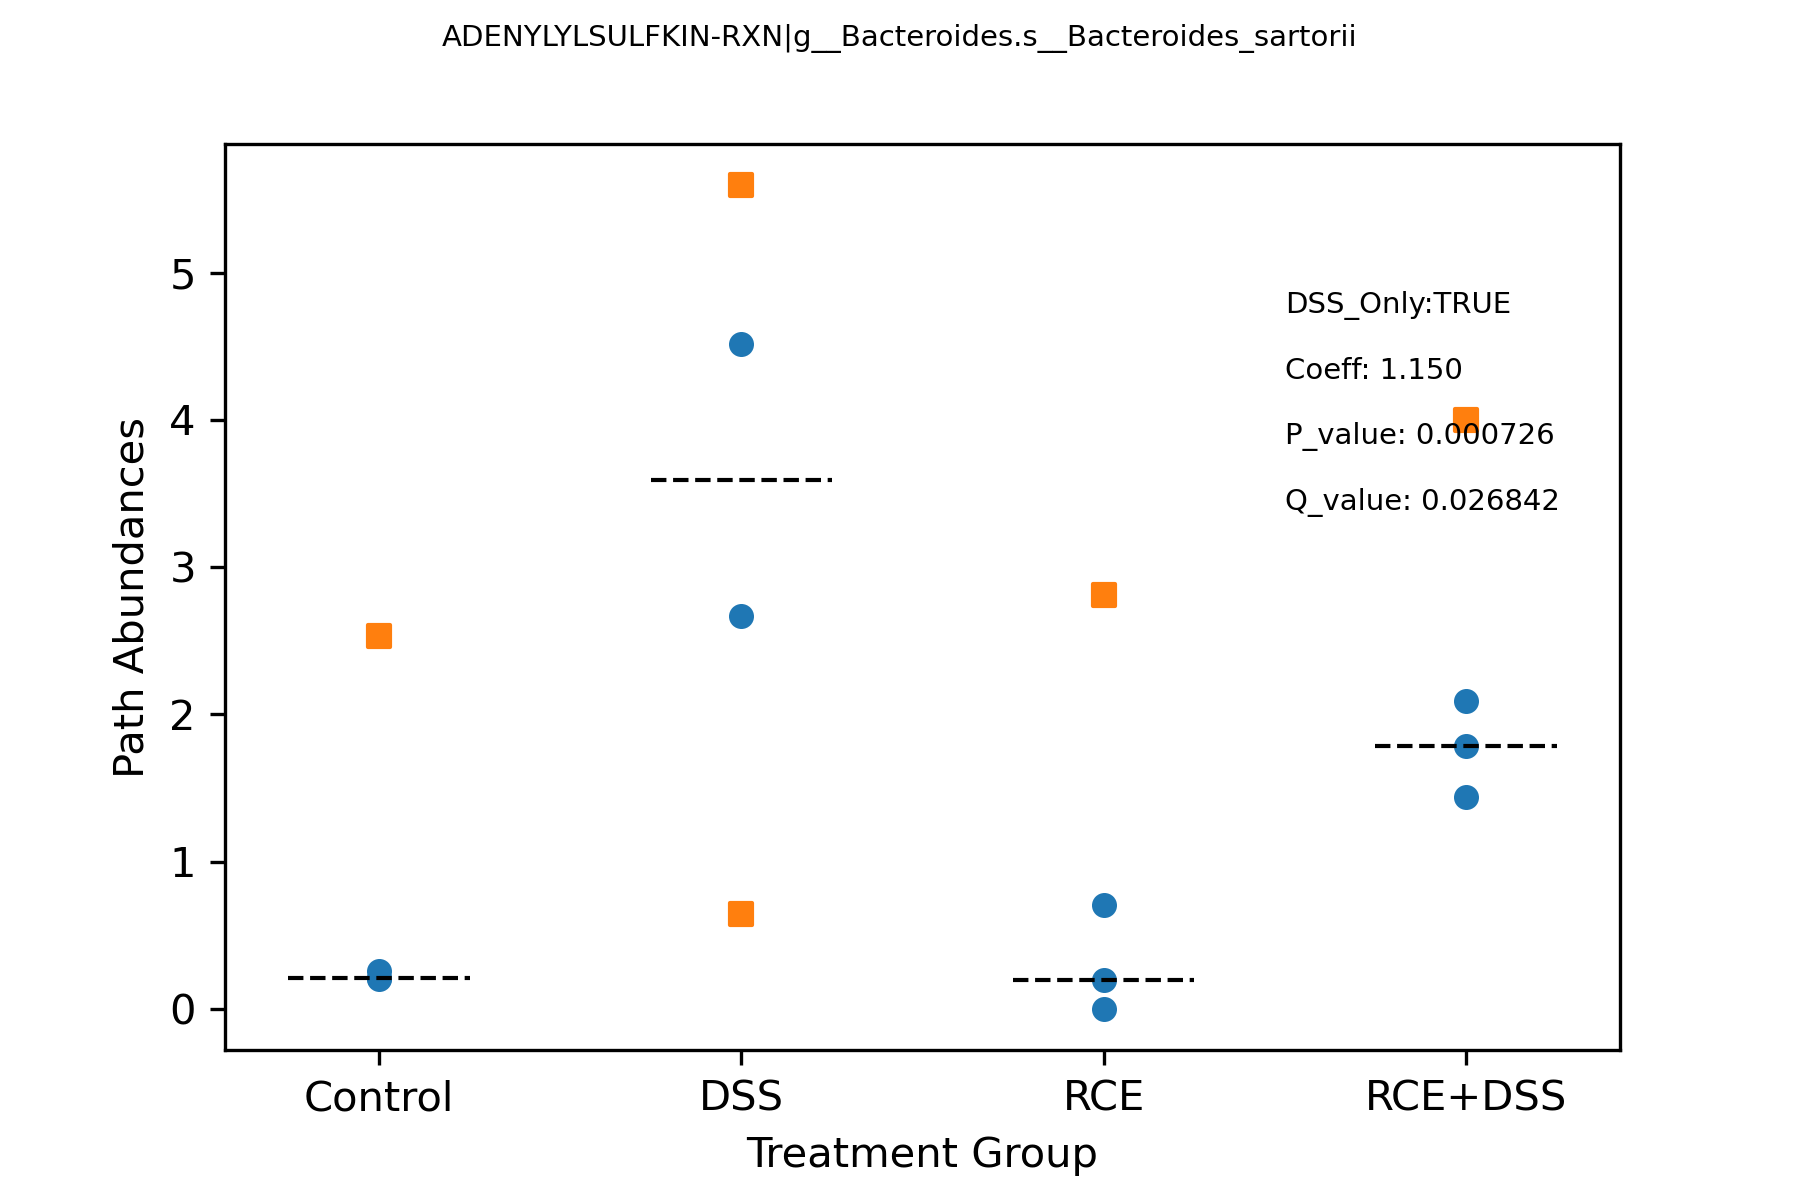 ADENYLYLSULFKIN-RXN|g__Bacteroides.s__Bacteroides_sartorii
Path Abundances
5
4
3
2
1
0
DSS_Only:TRUE
Coeff: 1.150
P_value: 0.000726
Q_value: 0.026842
Control
DSS
RCE
RCE+DSS
Treatment Group